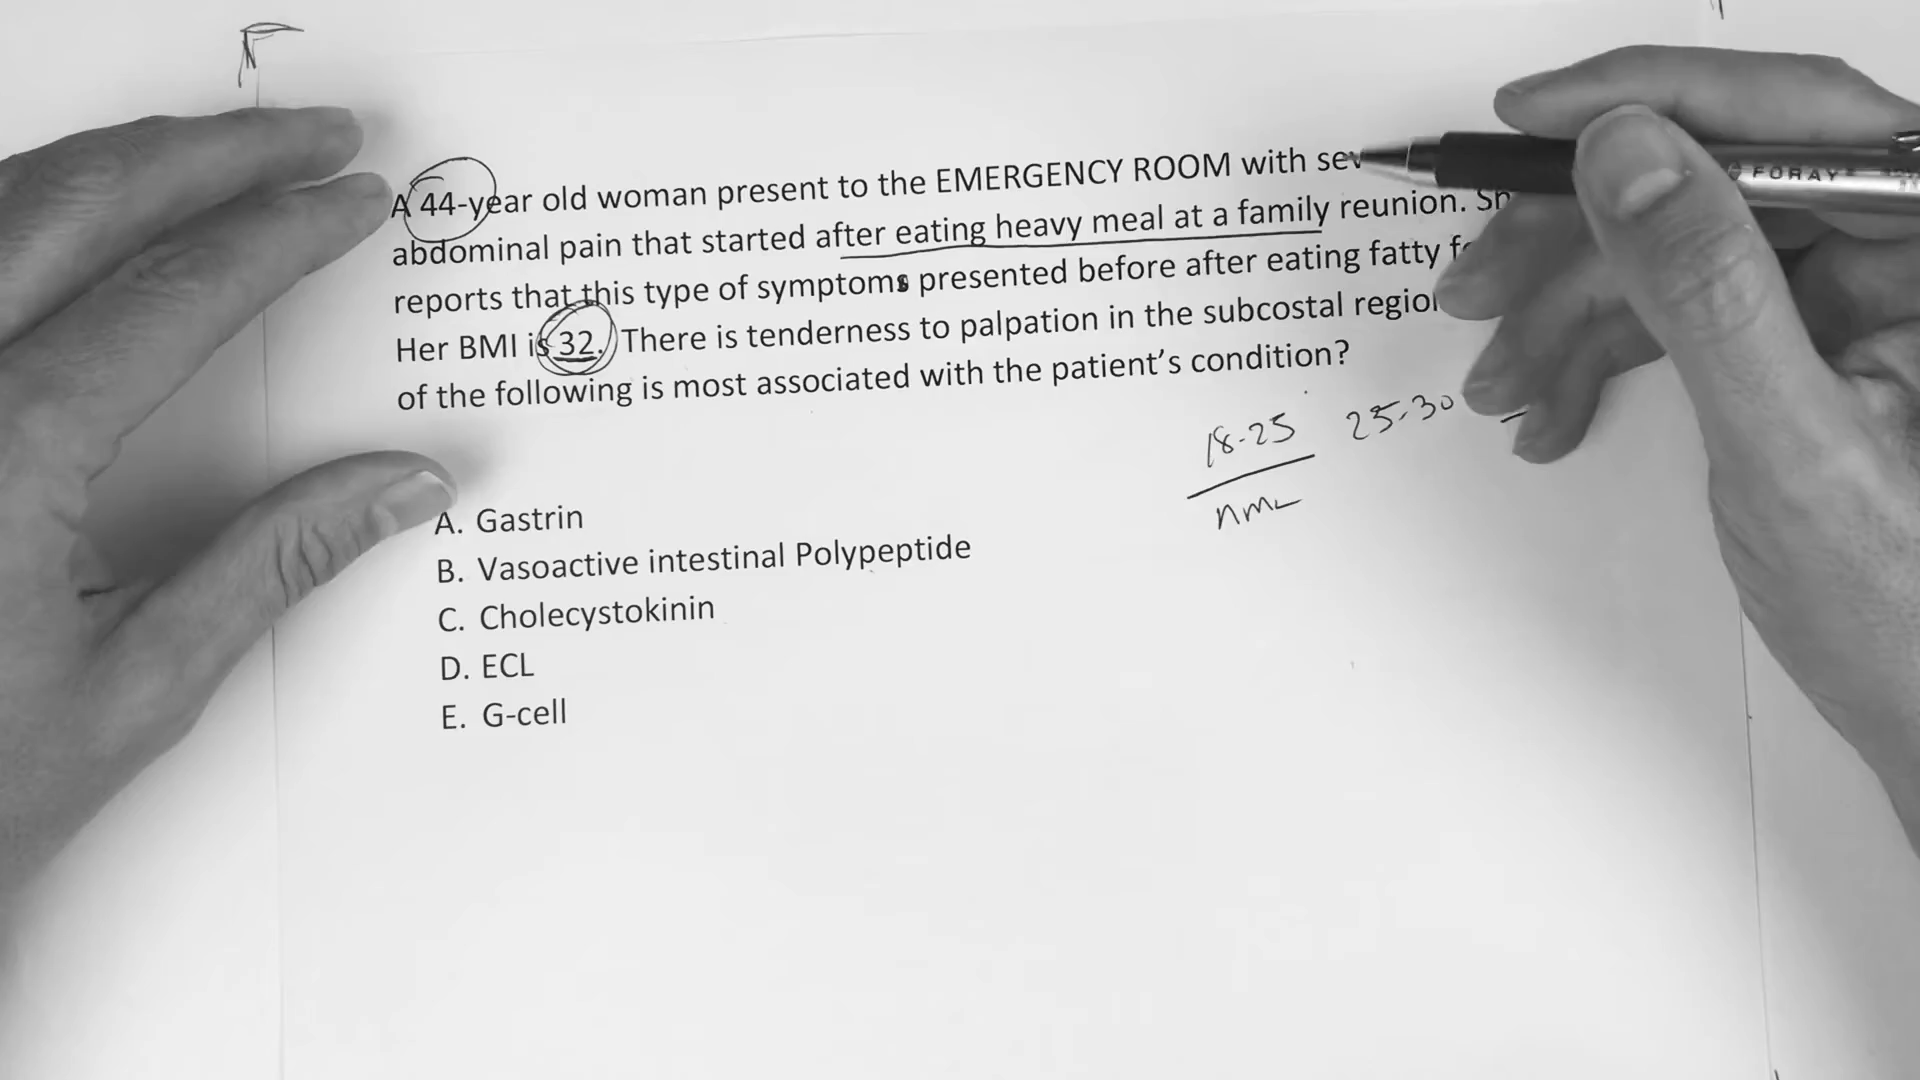 A 44-year old woman present to the EMERGENCY ROOM with
abdominal pain that started after eating heavy meal at a family reunion.
reports that this type of symptoms presented before after eating fatty
Her BMI is 32. There is tenderness to palpation in the subcostal
of the following is most associated with the patient's condition?
18-25 25-30
nml
A. Gastrin
B. Vasoactive intestinal Polypeptide
C. Cholecystokinin
D. ECL
E. G-cell
FORAY